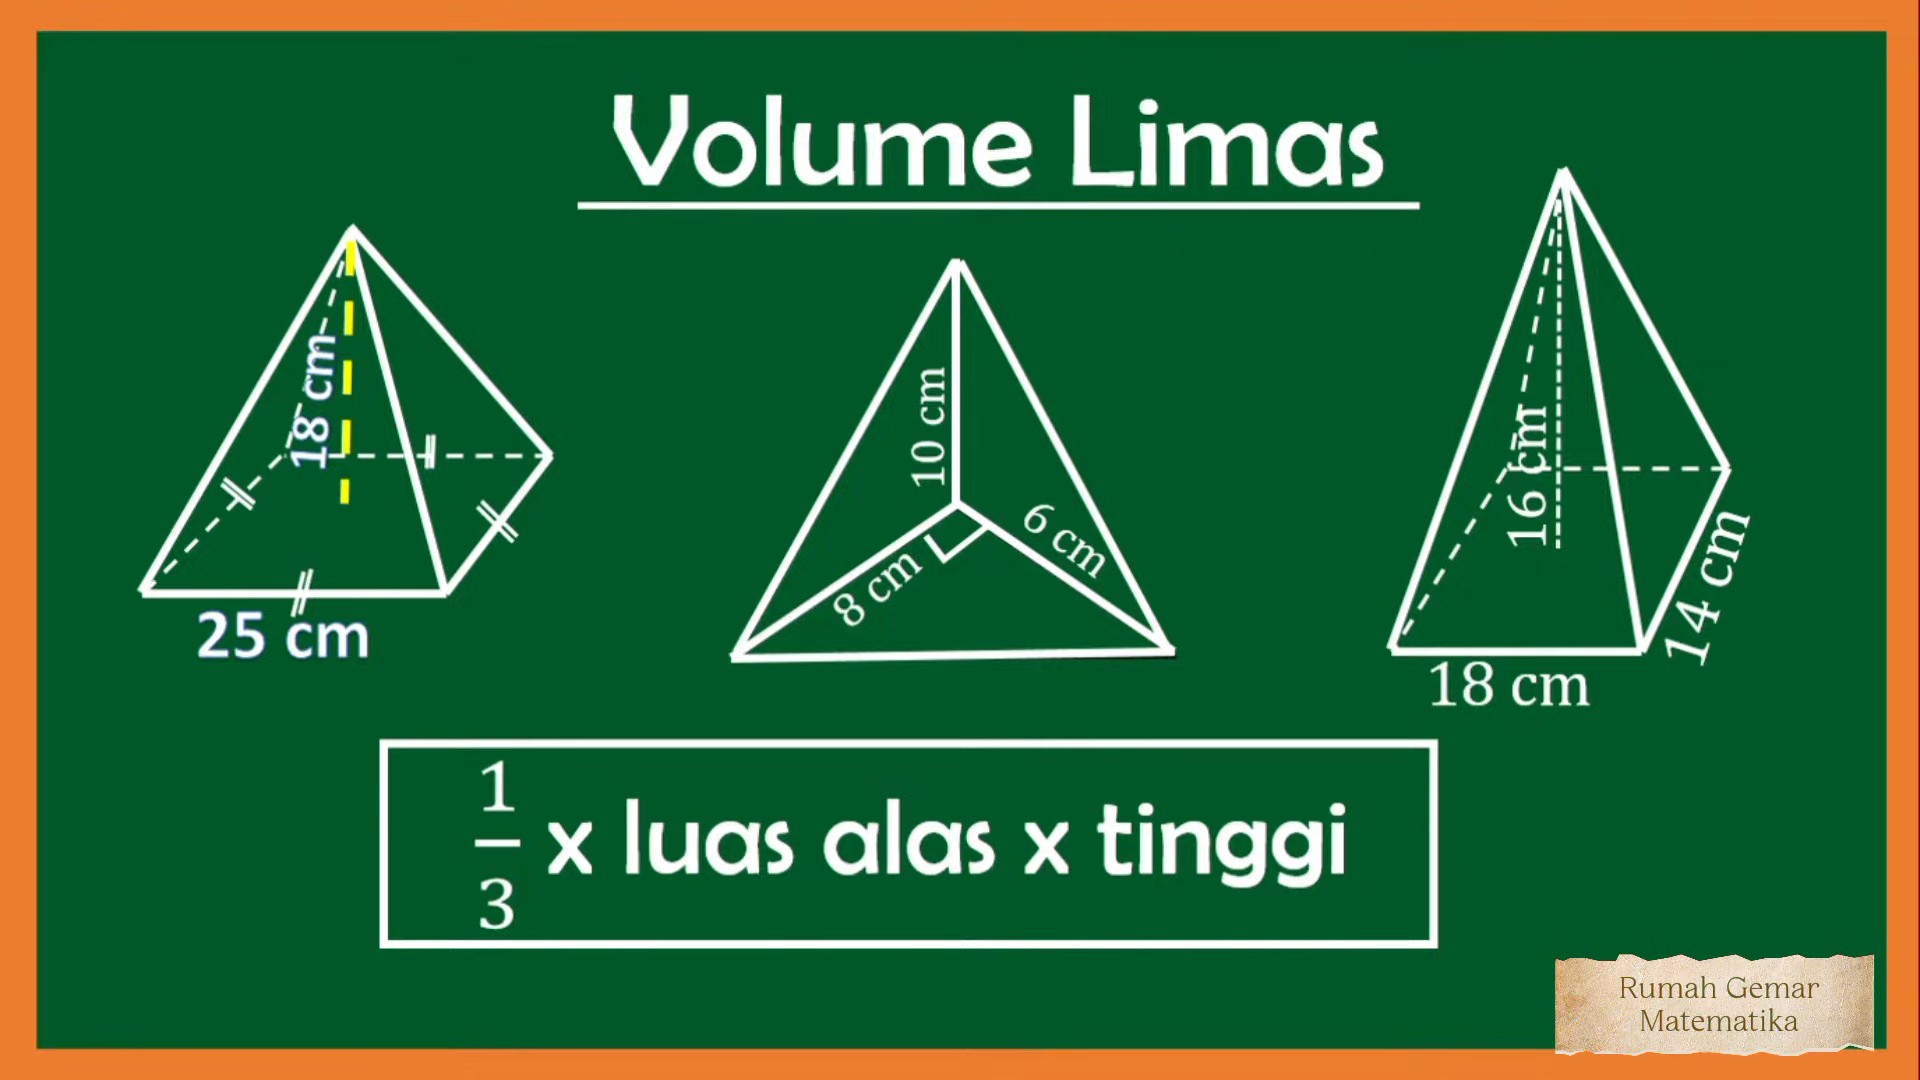 Volume Limas
18 cm
25 cm
10 cm
8 cm
6 cm
16 cm
14 cm
18 cm
1/3 x luas alas x tinggi
Rumah Gemar
Matematika